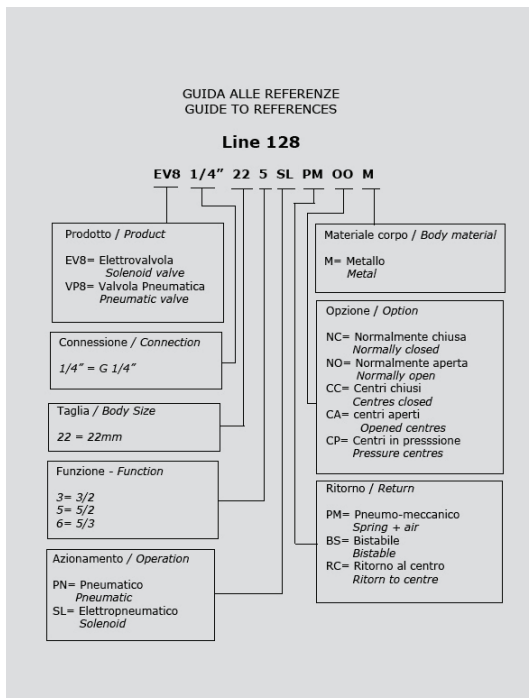 GUIDA ALLE REFERENZE
GUIDE TO REFERENCES
Line 128
EV8 1/4” 22 5 SL PM OO M
Prodotto / Product
EV8= Elettrovalvola
Solenoid valve
VP8= Valvola Pneumatica
Pneumatic valve
Connessione / Connection
1/4” = G 1/4”
Taglia / Body Size
22 = 22mm
Funzione - Function
3= 3/2
5= 5/2
6= 5/3
Azionamento / Operation
PN= Pneumatico
Pneumatic
SL= Elettropneumatico
Solenoid
Materiale corpo / Body material
M= Metallo
Metal
Opzione / Option
NC= Normalmente chiusa
Normally closed
NO= Normalmente aperta
Normally open
CC= Centri chiusi
Centres closed
CA= centri aperti
Opened centres
CP= Centri in presssione
Pressure centres
Ritorno / Return
PM= Pneumo-meccanico
Spring + air
BS= Bistabile
Bistable
RC= Ritorno al centro
Ritorn to centre